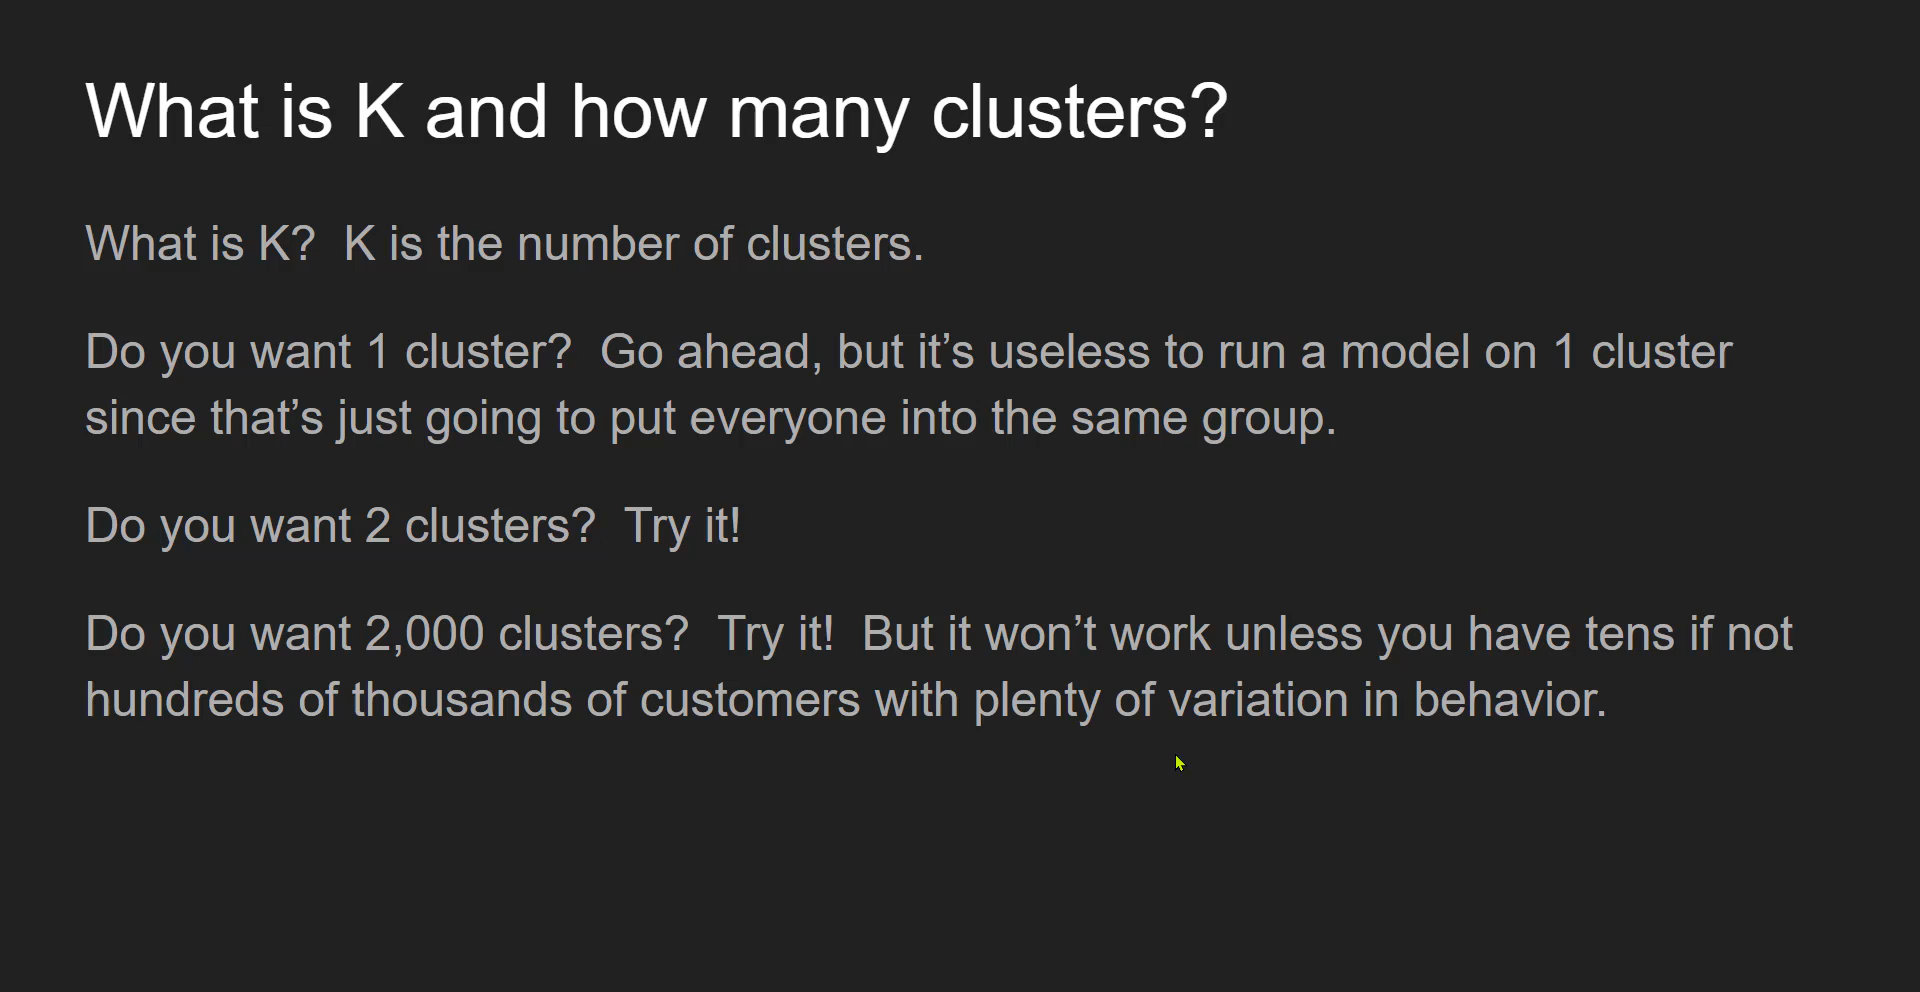 What is K and how many clusters?
What is K?  K is the number of clusters.
Do you want 1 cluster?  Go ahead, but it’s useless to run a model on 1 cluster
since that’s just going to put everyone into the same group.
Do you want 2 clusters?  Try it!
Do you want 2,000 clusters?  Try it!  But it won’t work unless you have tens if not
hundreds of thousands of customers with plenty of variation in behavior.